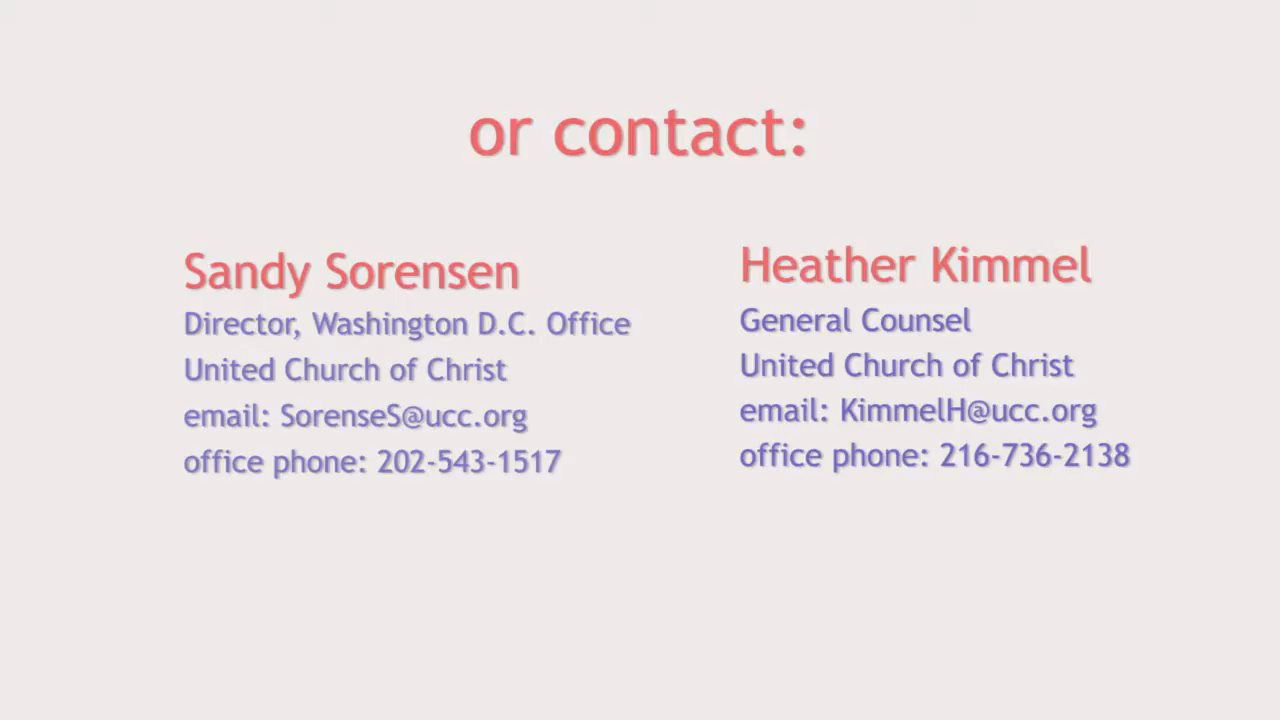 or contact:
Sandy Sorensen
Director, Washington D.C. Office
United Church of Christ
email: SorenseS@ucc.org
office phone: 202-543-1517
Heather Kimmel
General Counsel
United Church of Christ
email: KimmelH@ucc.org
office phone: 216-736-2138